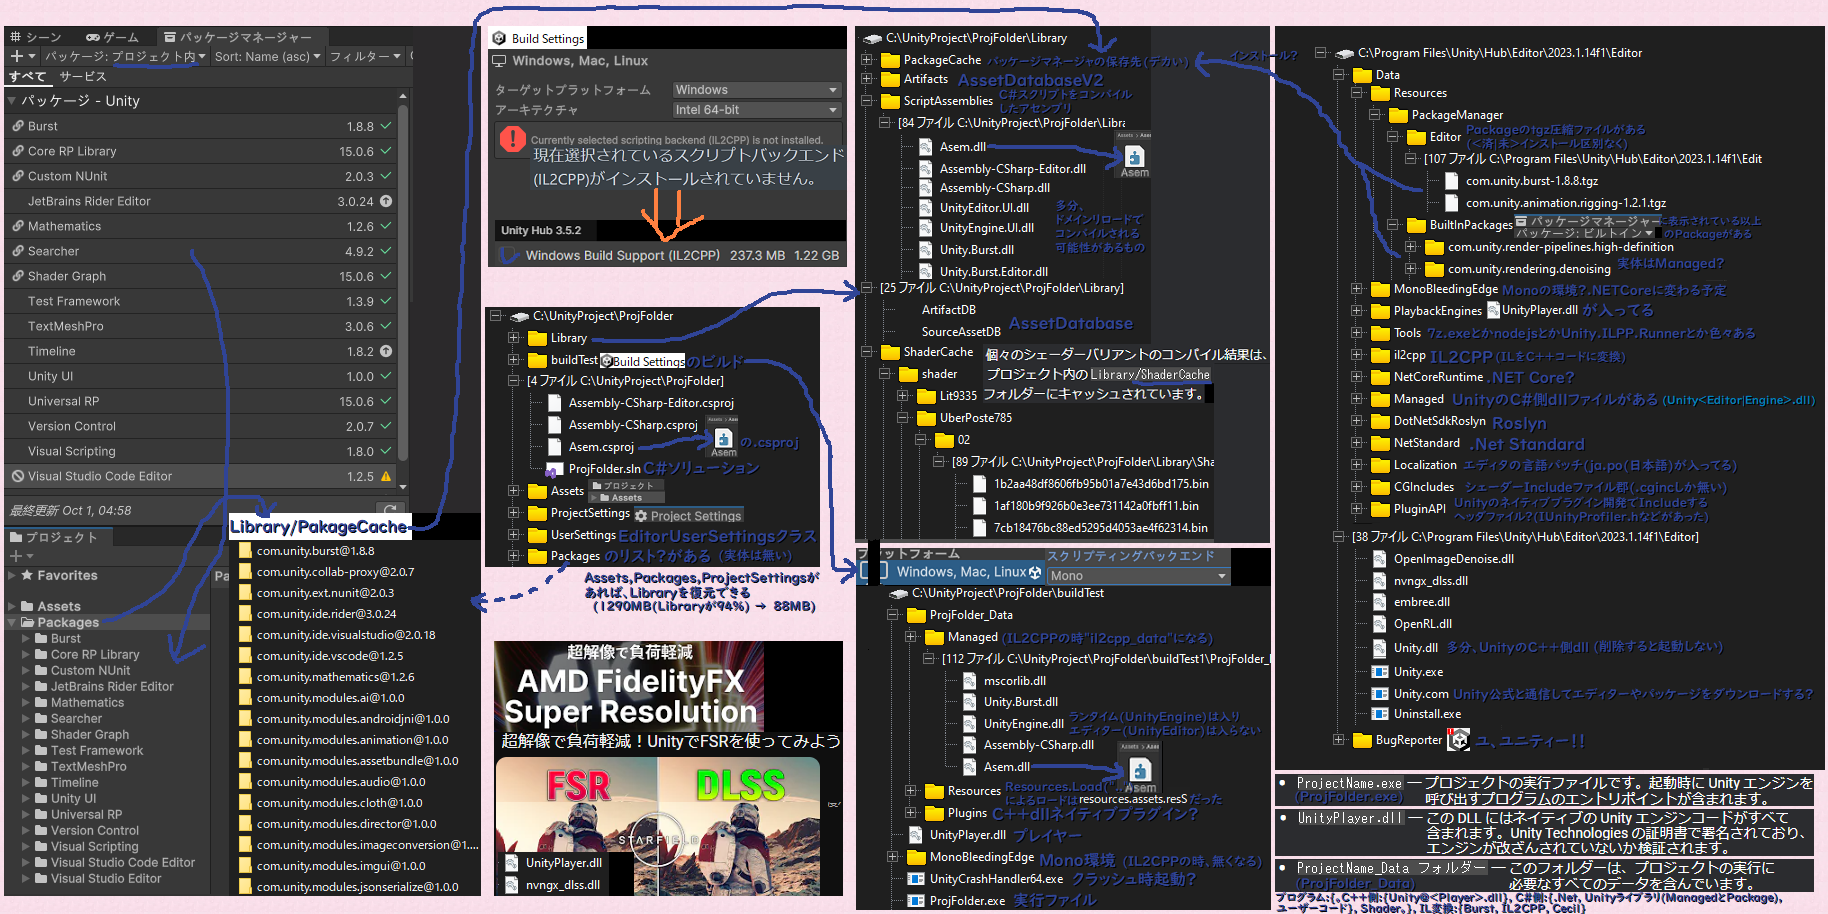 シーン ゲーム パッケージマネージャー
パッケージ: プロジェクト内 Sort: Name (asc) フィルター
すべて サービス
パッケージ - Unity
Burst 1.8.8
Core RP Library 15.0.6
Custom NUnit 2.0.3
JetBrains Rider Editor 3.0.24
Mathematics 1.2.6
Searcher 4.9.2
Shader Graph 15.0.6
Test Framework 1.3.9
TextMeshPro 3.0.6
Timeline 1.8.2
Unity UI 1.0.0
Universal RP 15.0.6
Version Control 2.0.7
Visual Scripting 1.8.0
Visual Studio Code Editor 1.2.5
最終更新 Oct 1, 04:58
プロジェクト
Favorites
Pa
Assets
Packages
Burst
Core RP Library
Custom NUnit
JetBrains Rider Editor
Mathematics
Searcher
Shader Graph
Test Framework
TextMeshPro
Timeline
Unity UI
Universal RP
Version Control
Visual Scripting
Visual Studio Code Editor
Visual Studio Editor
Library/PakageCache
com.unity.burst@1.8.8
com.unity.collab-proxy@2.0.7
com.unity.ext.nunit@2.0.3
com.unity.ide.rider@3.0.24
com.unity.ide.visualstudio@2.0.18
com.unity.ide.vscode@1.2.5
com.unity.mathematics@1.2.6
com.unity.modules.ai@1.0.0
com.unity.modules.androidjni@1.0.0
com.unity.modules.animation@1.0.0
com.unity.modules.assetbundle@1.0.0
com.unity.modules.audio@1.0.0
com.unity.modules.cloth@1.0.0
com.unity.modules.director@1.0.0
com.unity.modules.imageconversion@1....
com.unity.modules.imgui@1.0.0
com.unity.modules.jsonserialize@1.0.0
Build Settings
Windows, Mac, Linux
ターゲットプラットフォーム Windows
アーキテクチャ Intel 64-bit
Currently selected scripting backend (IL2CPP) is not installed.
現在選択されているスクリプトバックエンド
(IL2CPP)がインストールされていません。
Unity Hub 3.5.2
Windows Build Support (IL2CPP) 237.3 MB 1.22 GB
C:\UnityProject\ProjFolder
Library
buildTest Build Settingsのビルド
[4 ファイル C:\UnityProject\ProjFolder]
Assembly-CSharp-Editor.csproj
Assembly-CSharp.csproj
Asem.csproj Asem の.csproj
ProjFolder.sln C#ソリューション
Assets プロジェクト Assets
ProjectSettings Project Settings
UserSettings EditorUserSettingsクラス
Packages のリスト?がある (実体は無い)
Assets,Packages,ProjectSettingsが
あれば、Libraryを復元できる
(1290MB(Libraryが94%) → 88MB)
超解像で負荷軽減
AMD FidelityFX
Super Resolution
超解像で負荷軽減！UnityでFSRを使ってみよう
FSR DLSS
STARFIELD
UnityPlayer.dll
nvngx_dlss.dll
C:\UnityProject\ProjFolder\Library
PackageCache パッケージマネージャの保存先(デカい)
Artifacts AssetDatabaseV2
ScriptAssemblies C#スクリプトをコンパイル
したアセンブリ
[84 ファイル C:\UnityProject\ProjFolder\Libra
Asem.dll
Asem
Assembly-CSharp-Editor.dll
Assembly-CSharp.dll
UnityEditor.UI.dll 多分、
ドメインリロードで
UnityEngine.UI.dll コンパイルされる
Unity.Burst.dll 可能性があるもの
Unity.Burst.Editor.dll
[25 ファイル C:\UnityProject\ProjFolder\Library]
ArtifactDB
SourceAssetDB AssetDatabase
ShaderCache 個々のシェーダーバリアントのコンパイル結果は、
shader プロジェクト内の Library/ShaderCache
Lit9335 フォルダーにキャッシュされています。
UberPoste785
02
[89 ファイル C:\UnityProject\ProjFolder\Library\Sha
1b2aa48df8606fb95b01a7e43d6bd175.bin
1af180b9f926b0e3ee731142a0fbff11.bin
7cb18476bc88ed5295d4053ae4f62314.bin
ットフォーム スクリプティングバックエンド
Windows, Mac, Linux Mono
C:\UnityProject\ProjFolder\buildTest
ProjFolder_Data
Managed (IL2CPPの時"il2cpp_data"になる)
[112 ファイル C:\UnityProject\ProjFolder\buildTest1\ProjFolder_
mscorlib.dll
Unity.Burst.dll
UnityEngine.dll ランタイム(UnityEngine)は入り
エディター(UnityEditor)は入らない
Assembly-CSharp.dll
Asem.dll
Asem
Resources Resources.Load("..
によるロードはresources.assets.resSだった
Plugins C++dllネイティブプラグイン?
UnityPlayer.dll プレイヤー
MonoBleedingEdge Mono環境 (IL2CPPの時、無くなる)
UnityCrashHandler64.exe クラッシュ時起動?
ProjFolder.exe 実行ファイル
インストール?
C:\Program Files\Unity\Hub\Editor\2023.1.14f1\Editor
Data
Resources
PackageManager
Editor Packageのtgz圧縮ファイルがある
(<済|未>インストール区別なく)
[107 ファイル C:\Program Files\Unity\Hub\Editor\2023.1.14f1\Edit
com.unity.burst-1.8.8.tgz
com.unity.animation.rigging-1.2.1.tgz
BuiltInPackages パッケージマネージャー に表示されている以上
パッケージ: ビルトイン のPackageがある
com.unity.render-pipelines.high-definition
com.unity.rendering.denoising 実体はManaged?
MonoBleedingEdge Monoの環境?.NETCoreに変わる予定
PlaybackEngines UnityPlayer.dll が入ってる
Tools 7z.exeとかnodejsとかUnity.ILPP.Runnerとか色々ある
il2cpp IL2CPP (ILをC++コードに変換)
NetCoreRuntime .NET Core?
Managed UnityのC#側dllファイルがある (Unity<Editor|Engine>.dll)
DotNetSdkRoslyn Roslyn
NetStandard .Net Standard
Localization エディタの言語パッチ(ja.po(日本語)が入ってる)
CGIncludes シェーダーIncludeファイル群(.cgincしか無い)
PluginAPI Unityのネイティブプラグイン開発でIncludeする
ヘッダファイル?(IUnityProfiler.hなどがあった)
[38 ファイル C:\Program Files\Unity\Hub\Editor\2023.1.14f1\Editor]
OpenImageDenoise.dll
nvngx_dlss.dll
embree.dll
OpenRL.dll
Unity.dll 多分、UnityのC++側dll (削除すると起動しない)
Unity.exe
Unity.com Unity公式と通信してエディターやパッケージをダウンロードする?
Uninstall.exe
BugReporter ユ、ユニティー!!
• ProjectName.exe — プロジェクトの実行ファイルです。起動時に Unity エンジンを
(ProjFolder.exe) 呼び出すプログラムのエントリポイントが含まれます。
• UnityPlayer.dll — この DLL にはネイティブの Unity エンジンコードがすべて
含まれます。Unity Technologies の証明書で署名されており、
エンジンが改ざんされていないか検証されます。
• ProjectName_Data フォルダー — このフォルダーは、プロジェクトの実行に
(ProjFolder_Data) 必要なすべてのデータを含んでいます。
プログラム:{。C++側:{Unity@<Player>.dll}, C#側:{.Net, Unityライブラリ(ManagedとPackage),
ユーザーコード}, Shader。}, IL変換:{Burst, IL2CPP, Cecil}